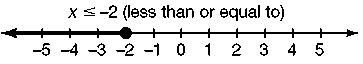 x ≤ –2 (less than or equal to)
–5 –4 –3 –2 –1 0 1 2 3 4 5